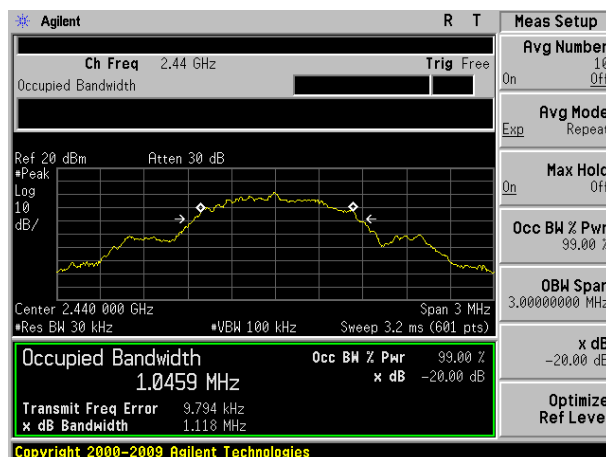 Agilent R T
Ch Freq 2.44 GHz Trig Free
Occupied Bandwidth
Ref 20 dBm Atten 30 dB
#Peak
Log
10
dB/
Center 2.440 000 GHz Span 3 MHz
#Res BW 30 kHz #VBW 100 kHz Sweep 3.2 ms (601 pts)
Occupied Bandwidth Occ BW % Pwr 99.00 %
1.0459 MHz x dB -20.00 dB
Transmit Freq Error 9.794 kHz
x dB Bandwidth 1.118 MHz
Copyright 2000-2009 Agilent Technologies
Meas Setup
Avg Number
10
On Off
Avg Mode
Exp Repeat
Max Hold
On Off
Occ BW % Pwr
99.00 %
OBW Span
3.00000000 MHz
x dB
-20.00 dB
Optimize
Ref Level